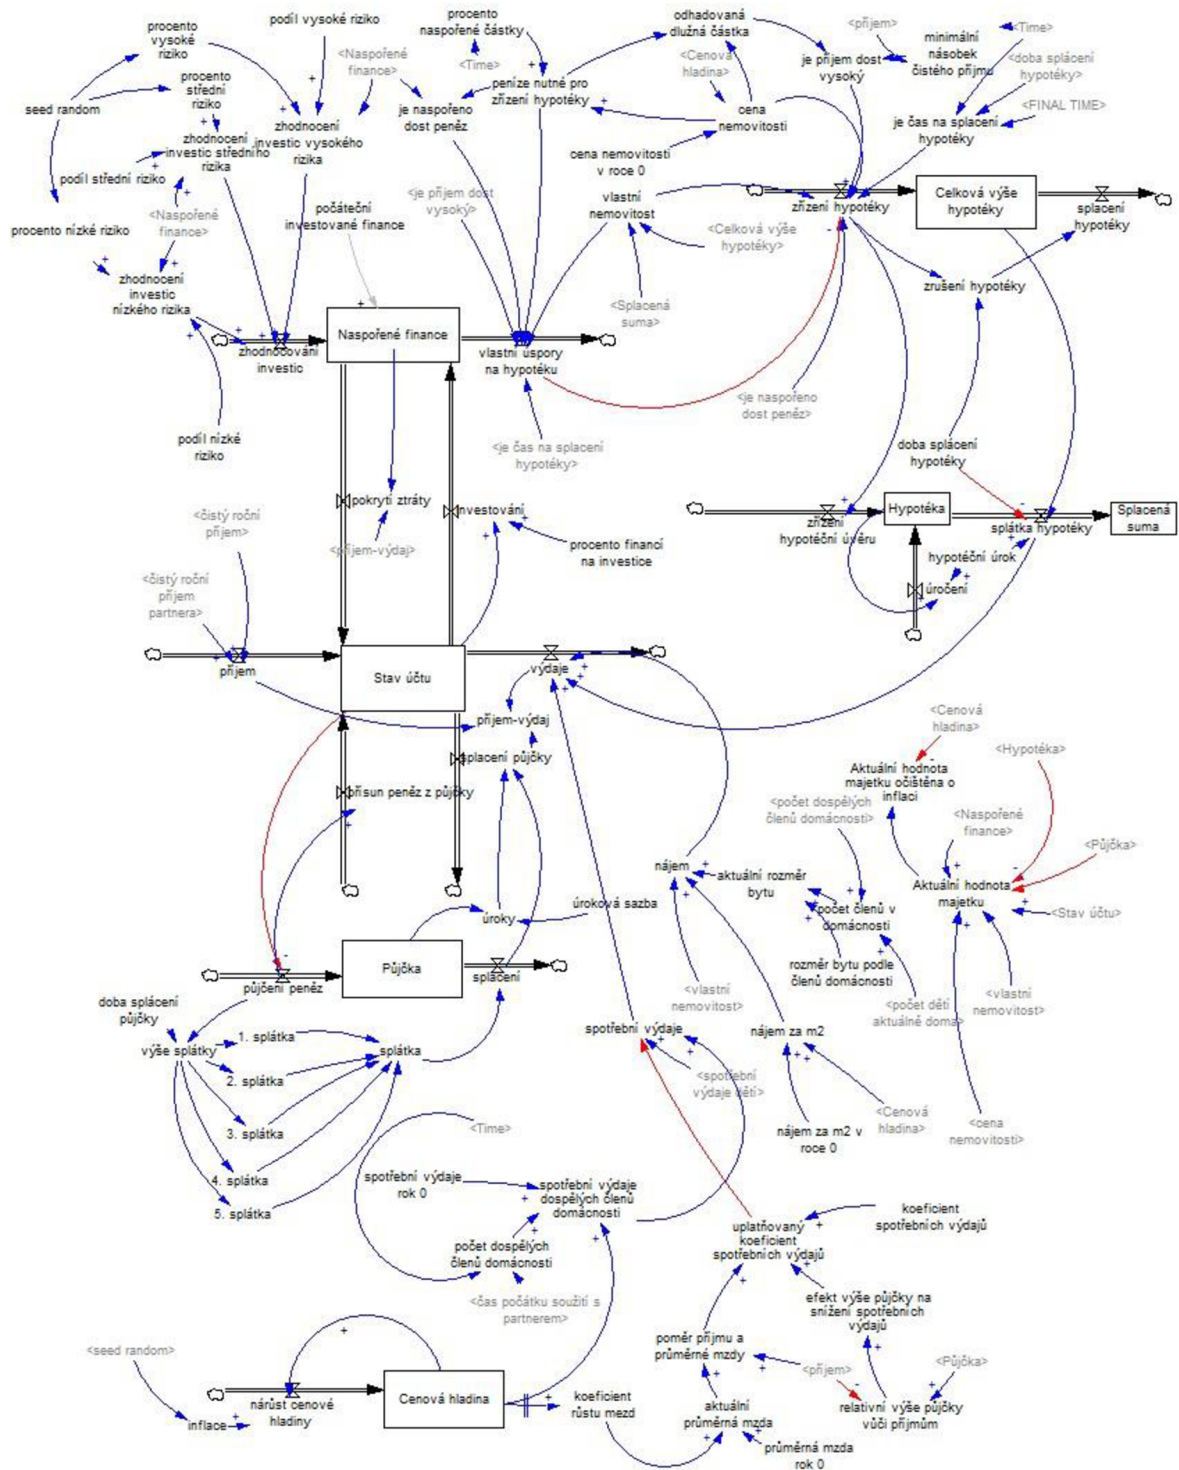 procento
vysoké
riziko
podíl vysoké riziko
procento
naspořené částky
odhadovaná
dlužná částka
<příjem>
minimální
násobek
čistého příjmu
<Time>
<Naspořené
finance>
<Time>
<Cenová
hladina>
je příjem dost
vysoký
<doba splácení
hypotéky>
procento
střední
riziko
seed random
je naspořeno
dost peněz
peníze nutné pro
zřízení hypotéky
cena
nemovitosti
<FINAL TIME>
je čas na splacení
hypotéky
zhodnocení
investic středního
rizika
zhodnocení
investic vysokého
rizika
podíl střední riziko
cena nemovitosti
v roce 0
<je příjem dost
vysoký>
vlastní
nemovitost
zřízení hypotéky
Celková výše
hypotéky
splacení
hypotéky
procento nízké riziko
<Naspořené
finance>
počáteční
investované finance
<Celková výše
hypotéky>
zhodnocení
investic
nízkého rizika
zrušení hypotéky
<Splacená
suma>
Naspořené finance
zhodnocování
investic
vlastní úspory
na hypotéku
<je naspořeno
dost peněz>
podíl nízké
riziko
<je čas na splacení
hypotéky>
doba splácení
hypotéky
pokrytí ztráty
investování
<příjem-výdaj>
procento financí
na investice
zřízení
hypotéční úvěru
Hypotéka
splátka hypotéky
Splacená
suma
hypotéční úrok
úročení
<čistý roční
příjem>
<čistý roční
příjem
partnera>
příjem
Stav účtu
výdaje
příjem-výdaj
splacení půjčky
přísun peněz z půjčky
<Cenová
hladina>
<Hypotéka>
Aktuální hodnota
majetku očištěna o
inflaci
<počet dospělých
členů domácnosti>
<Naspořené
finance>
<Půjčka>
nájem
aktuální rozměr
bytu
Aktuální hodnota
majetku
<Stav účtu>
počet členů v
domácnosti
úroky
úroková sazba
rozměr bytu podle
členů domácnosti
Půjčka
půjčení peněz
splácení
<vlastní
nemovitost>
<počet dětí
aktuálně doma>
<vlastní
nemovitost>
doba splácení
půjčky
výše splátky
1. splátka
splátka
2. splátka
3. splátka
4. splátka
5. splátka
spotřební výdaje
nájem za m2
<spotřební
výdaje dětí>
<Cenová
hladina>
<cena
nemovitosti>
<Time>
nájem za m2 v
roce 0
spotřební výdaje
rok 0
spotřební výdaje
dospělých členů
domácnosti
počet dospělých
členů domácnosti
<čas počátku soužití s
partnerem>
uplatňovaný
koeficient
spotřebních výdajů
koeficient
spotřebních výdajů
efekt výše půjčky na
snížení spotřebních
výdajů
poměr příjmu a
průměrné mzdy
<seed random>
<příjem>
<Půjčka>
nárůst cenové
hladiny
Cenová hladina
koeficient
růstu mezd
aktuální
průměrná mzda
relativní výše půjčky
vůči příjmům
inflace
průměrná mzda
rok 0